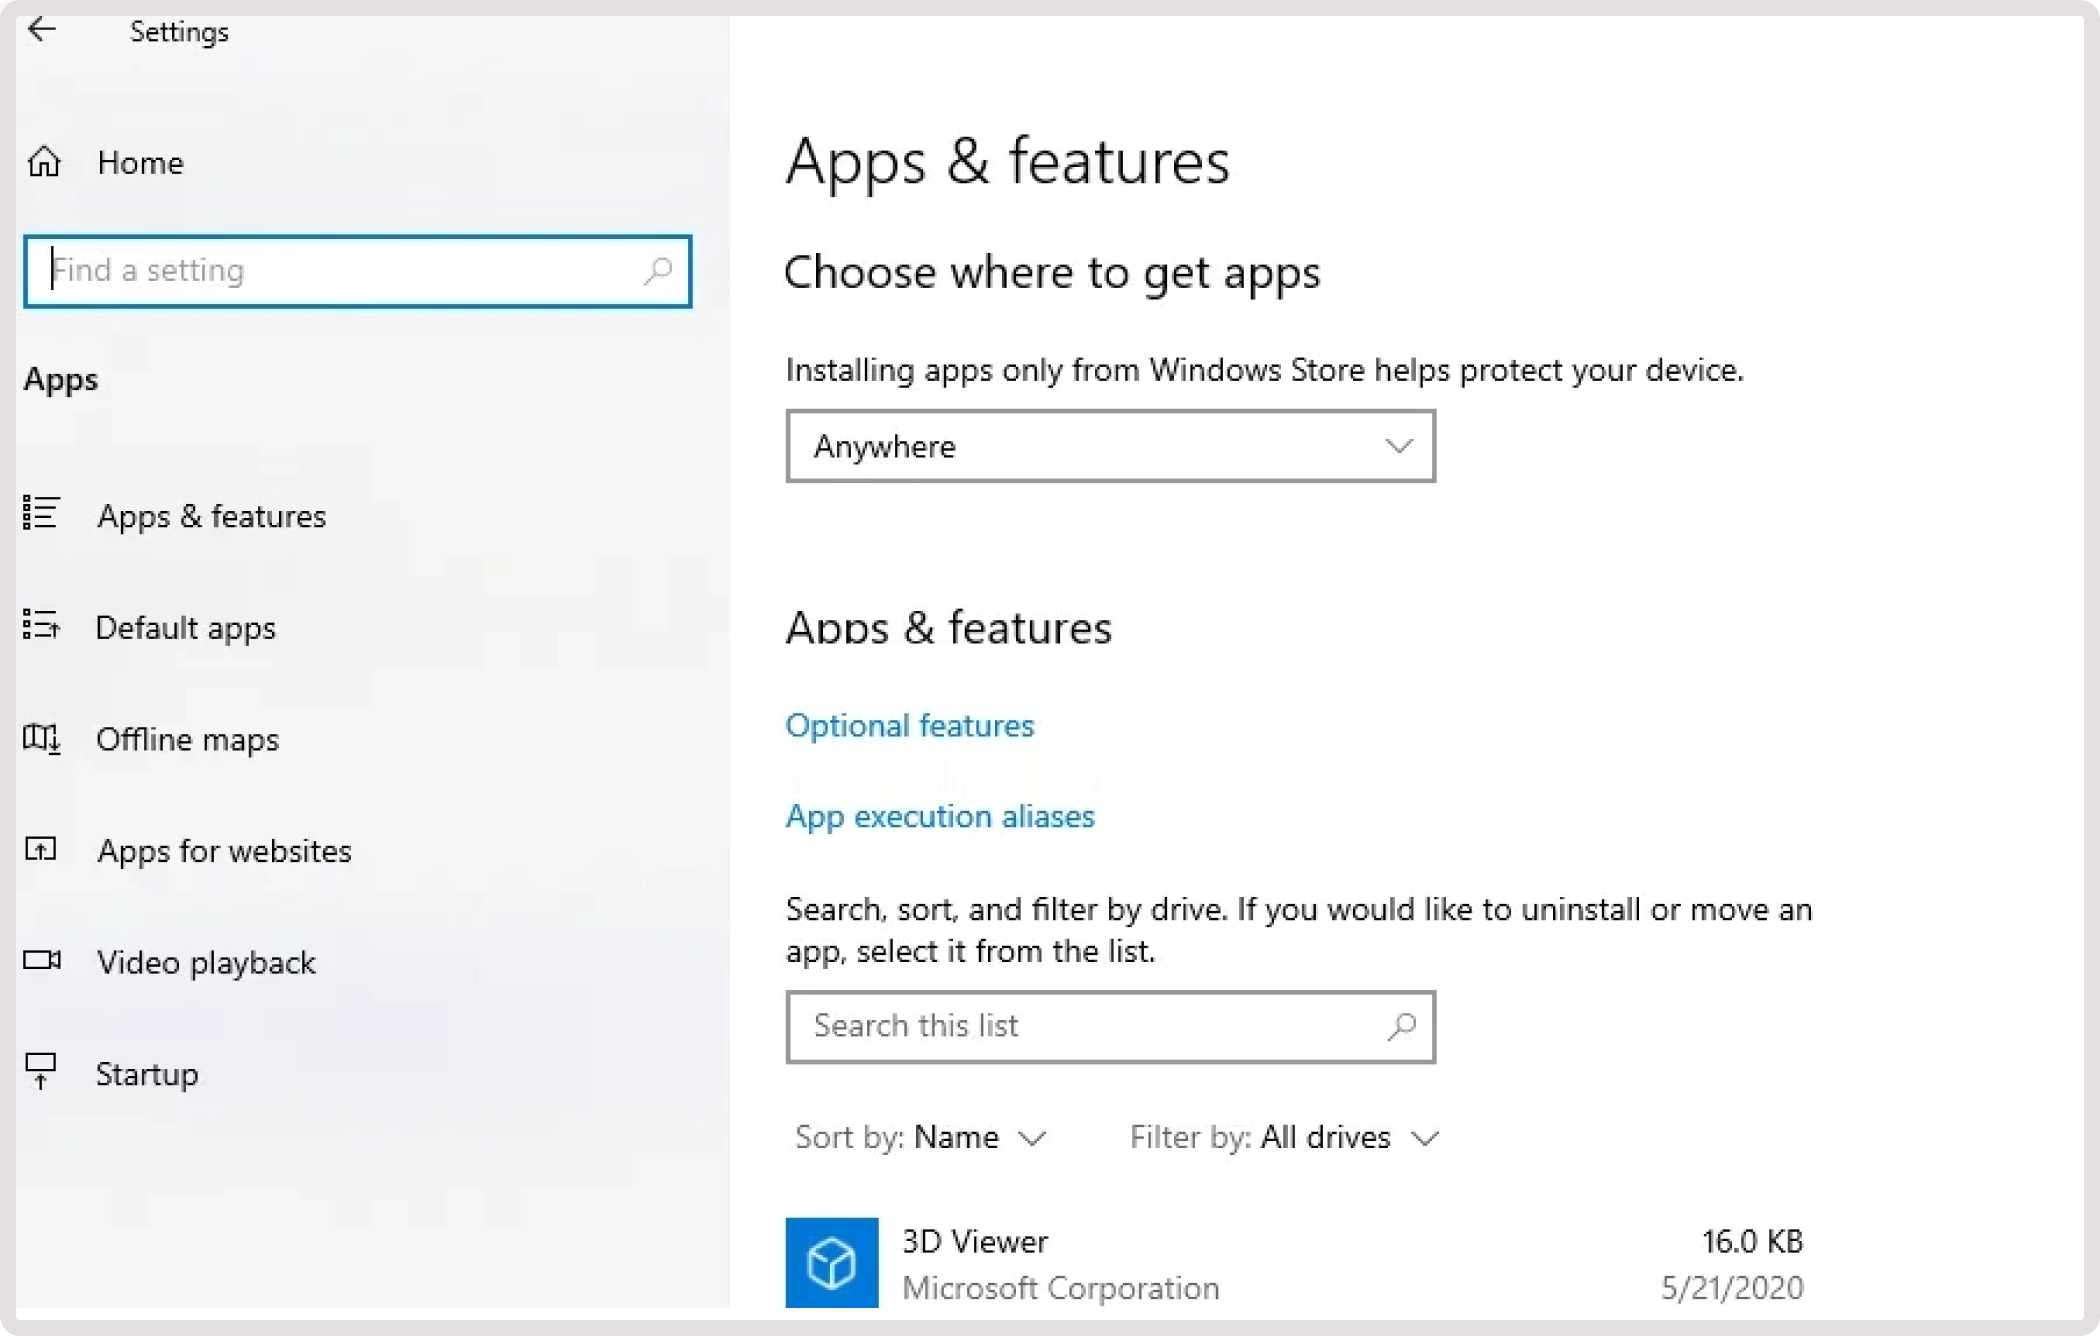 Settings
Home
Find a setting
Apps
Apps & features
Default apps
Offline maps
Apps for websites
Video playback
Startup
Apps & features
Choose where to get apps
Installing apps only from Windows Store helps protect your device.
Anywhere
Apps & features
Optional features
App execution aliases
Search, sort, and filter by drive. If you would like to uninstall or move an
app, select it from the list.
Search this list
Sort by: Name Filter by: All drives
3D Viewer 16.0 KB
Microsoft Corporation 5/21/2020